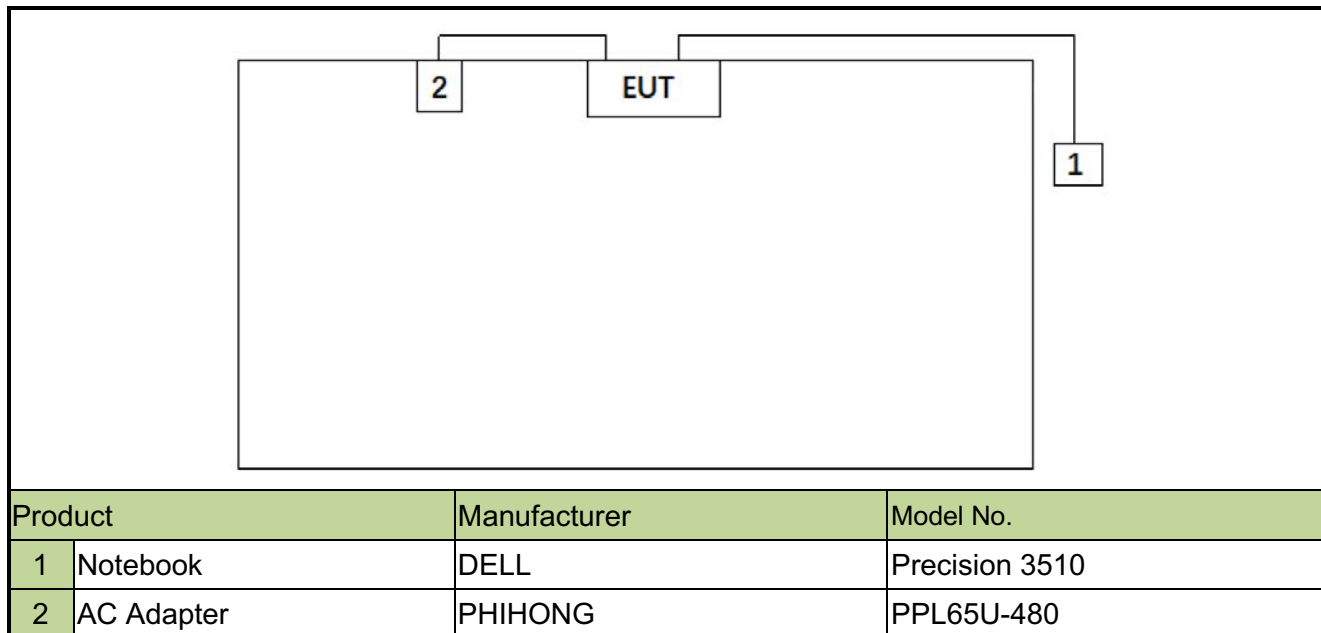 2 EUT
1
Product Manufacturer Model No.
1 Notebook DELL Precision 3510
2 AC Adapter PHIHONG PPL65U-480